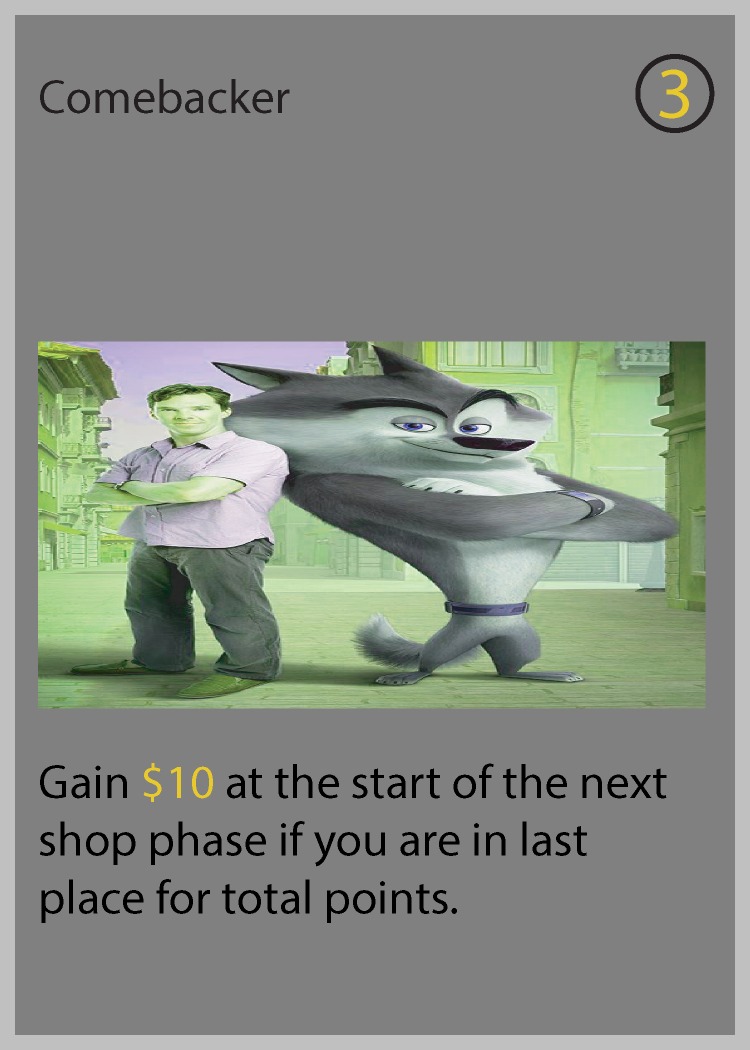 Comebacker
3
Gain $10 at the start of the next
shop phase if you are in last
place for total points.